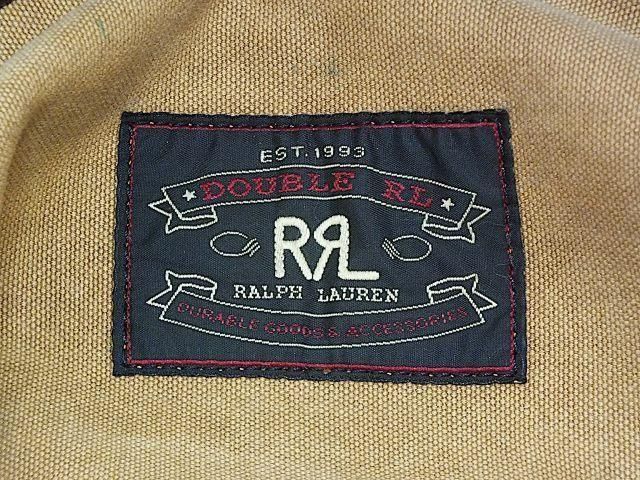 EST. 1993
DOUBLE RL
RRL
RALPH LAUREN
DURABLE GOODS & ACCESSORIES